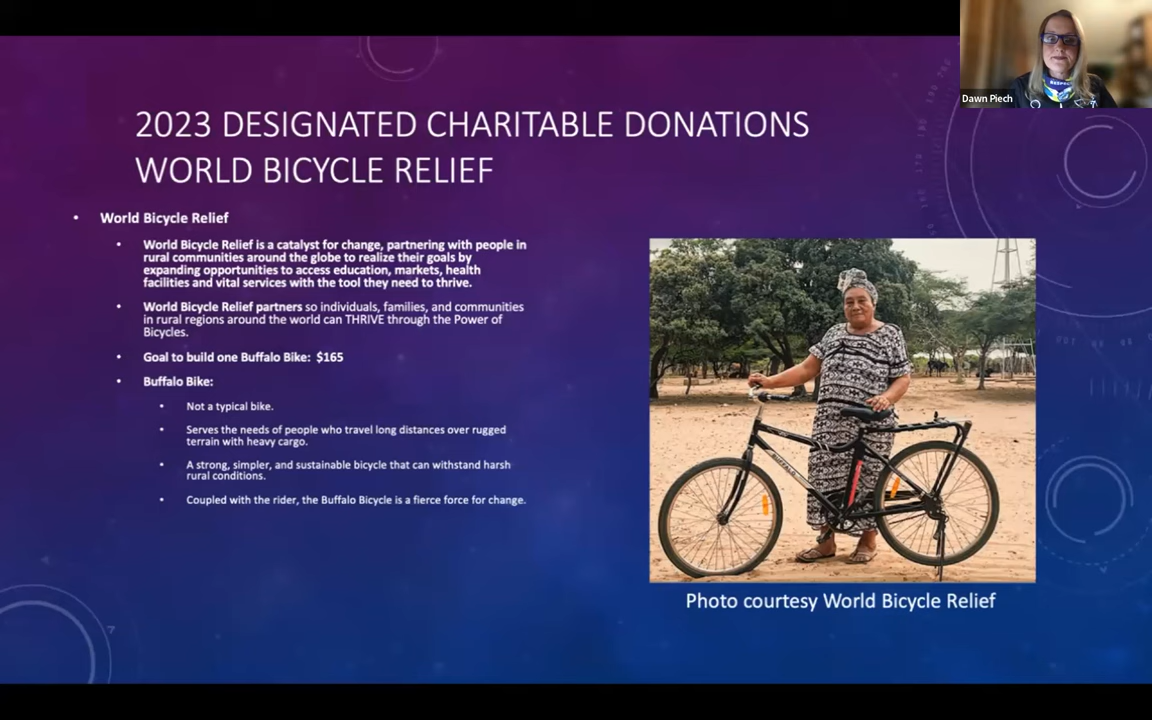 Dawn Piech
2023 DESIGNATED CHARITABLE DONATIONS
WORLD BICYCLE RELIEF
• World Bicycle Relief
• World Bicycle Relief is a catalyst for change, partnering with people in
rural communities around the globe to realize their goals by
expanding opportunities to access education, markets, health
facilities and vital services with the tool they need to thrive.
• World Bicycle Relief partners so individuals, families, and communities
in rural regions around the world can THRIVE through the Power of
Bicycles.
• Goal to build one Buffalo Bike: $165
• Buffalo Bike:
• Not a typical bike.
• Serves the needs of people who travel long distances over rugged
terrain with heavy cargo.
• A strong, simpler, and sustainable bicycle that can withstand harsh
rural conditions.
• Coupled with the rider, the Buffalo Bicycle is a fierce force for change.
BUFFALO
Photo courtesy World Bicycle Relief